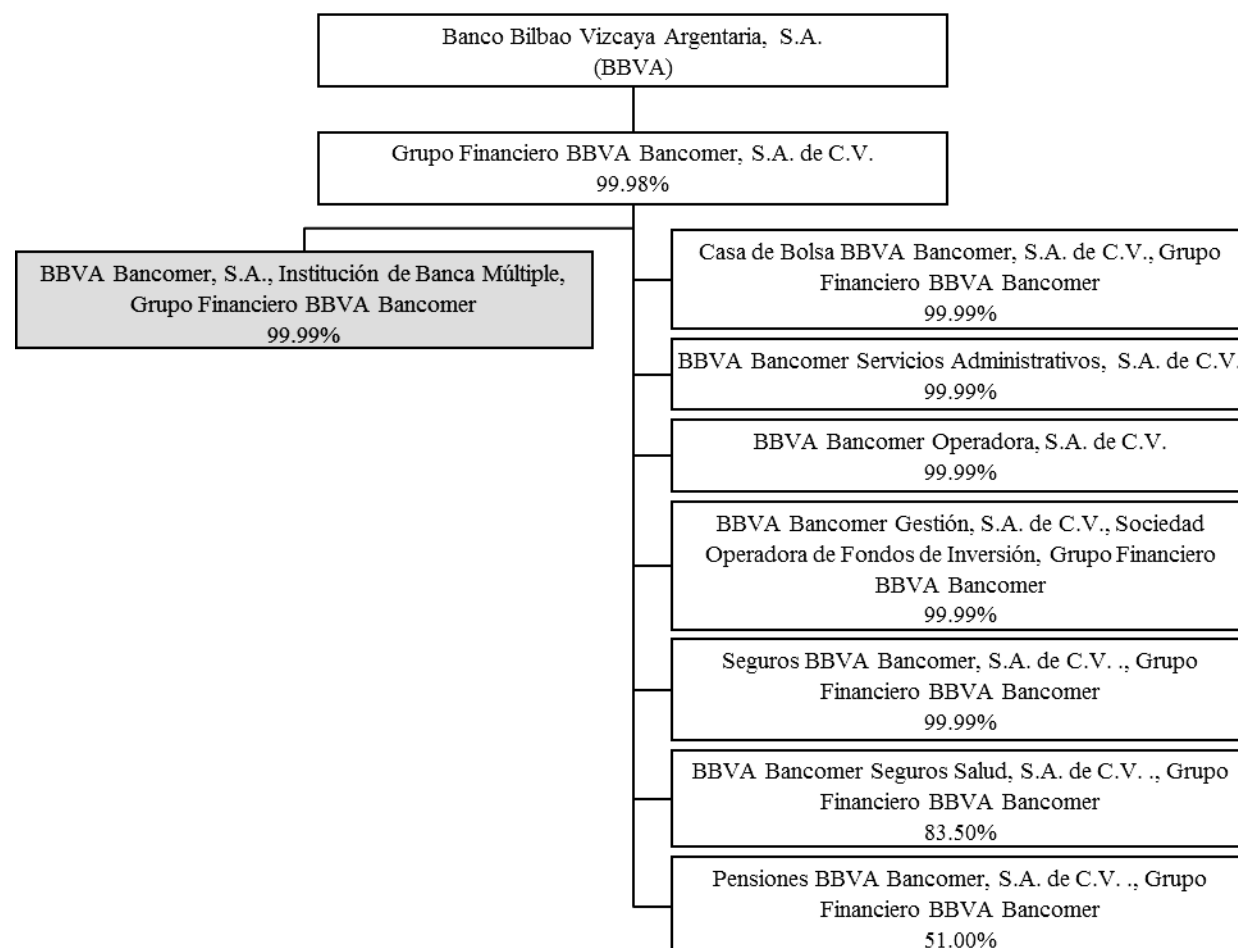 Banco Bilbao Vizcaya Argentaria, S.A.
(BBVA)
Grupo Financiero BBVA Bancomer, S.A. de C.V.
99.98%
BBVA Bancomer, S.A., Institución de Banca Múltiple,
Grupo Financiero BBVA Bancomer
99.99%
Casa de Bolsa BBVA Bancomer, S.A. de C.V., Grupo
Financiero BBVA Bancomer
99.99%
BBVA Bancomer Servicios Administrativos, S.A. de C.V.
99.99%
BBVA Bancomer Operadora, S.A. de C.V.
99.99%
BBVA Bancomer Gestión, S.A. de C.V., Sociedad
Operadora de Fondos de Inversión, Grupo Financiero
BBVA Bancomer
99.99%
Seguros BBVA Bancomer, S.A. de C.V. ., Grupo
Financiero BBVA Bancomer
99.99%
BBVA Bancomer Seguros Salud, S.A. de C.V. ., Grupo
Financiero BBVA Bancomer
83.50%
Pensiones BBVA Bancomer, S.A. de C.V. ., Grupo
Financiero BBVA Bancomer
51.00%